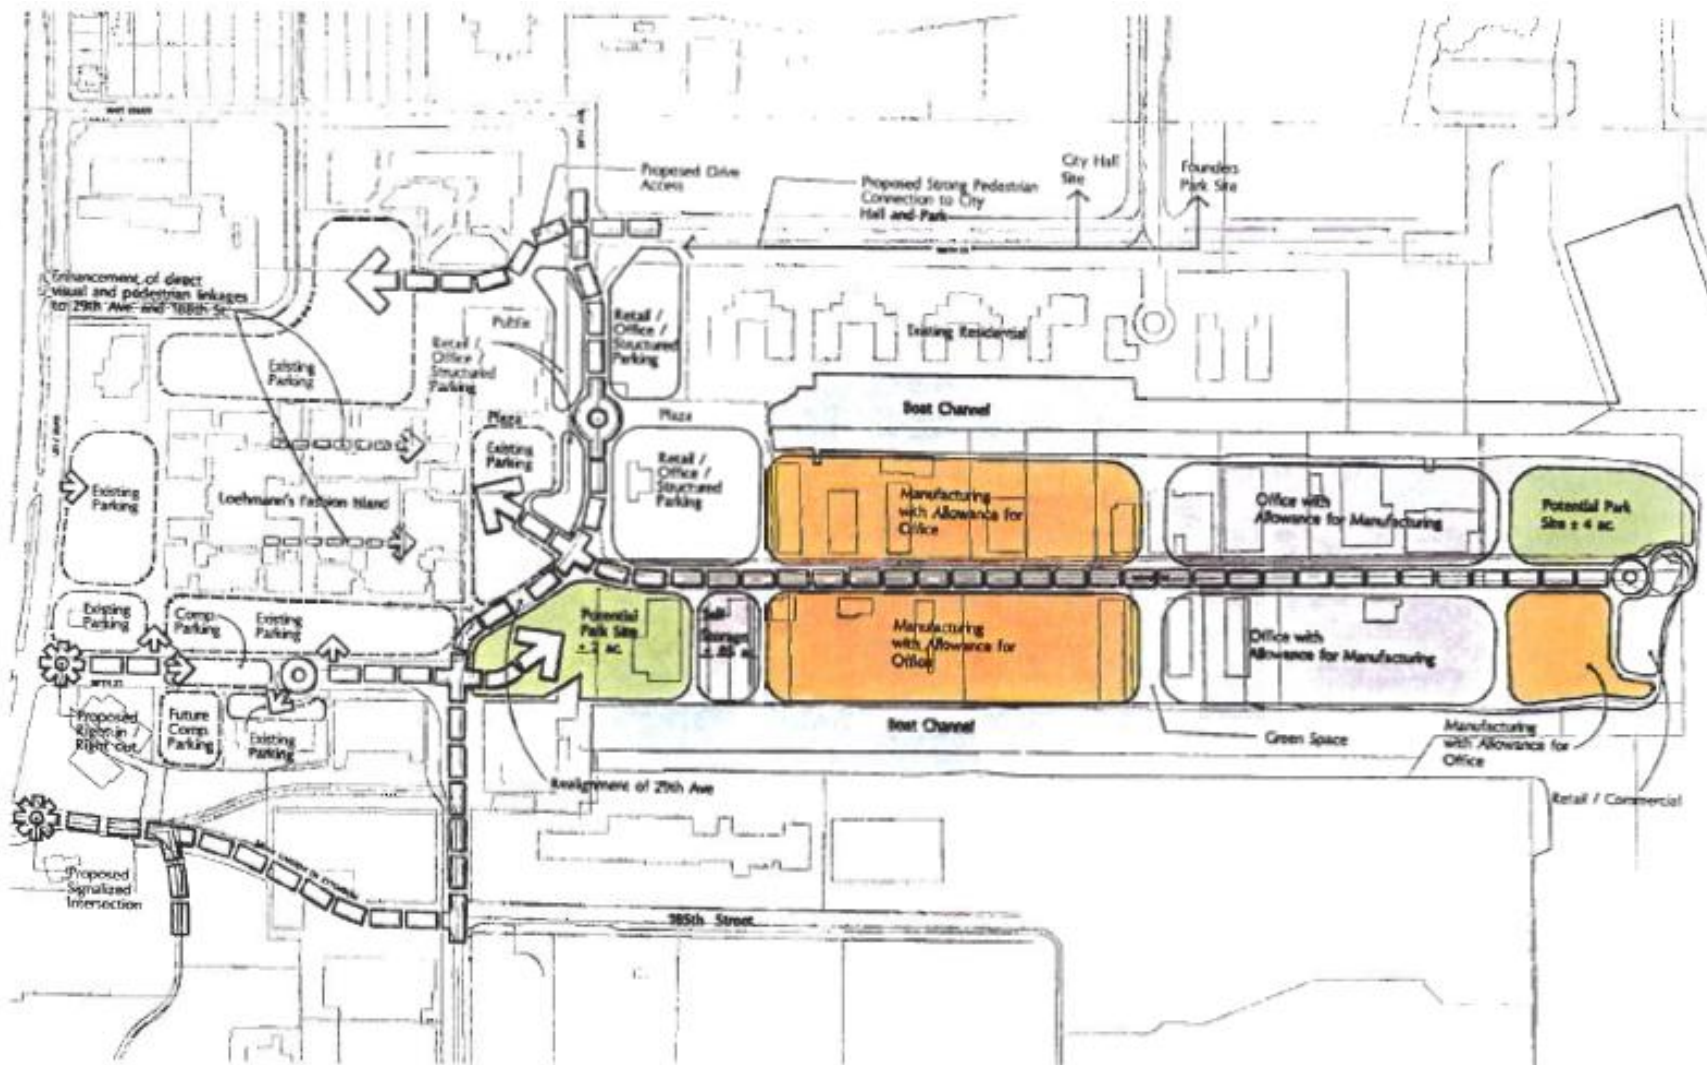 Proposed Drive
Access
City Hall
Site
Founders
Park Site
Proposed Strong Pedestrian
Connection to City
Hall and Park
Enhancement of direct
visual and pedestrian linkages
to 29th Ave. and 188th St.
Public
Retail /
Office /
Structured
Parking
Retail /
Office /
Structured
Parking
Existing Residential
Existing
Parking
Boat Channel
Plaza
Plaza
Existing
Parking
Retail /
Office /
Structured
Parking
Existing
Parking
Loehmann's Fashion Island
Manufacturing
with Allowance for
Office
Office with
Allowance for Manufacturing
Potential Park
Site ± 4 ac.
Existing
Parking
Comp.
Parking
Existing
Parking
Potential
Park Site
± 2 ac.
Self
Storage
± .85 ac.
Manufacturing
with Allowance for
Office
Office with
Allowance for Manufacturing
Proposed
Right in /
Right out
Future
Comp.
Parking
Existing
Parking
Boat Channel
Green Space
Manufacturing
with Allowance for
Office
Realignment of 29th Ave
Retail / Commercial
Proposed
Signalized
Intersection
185th Street